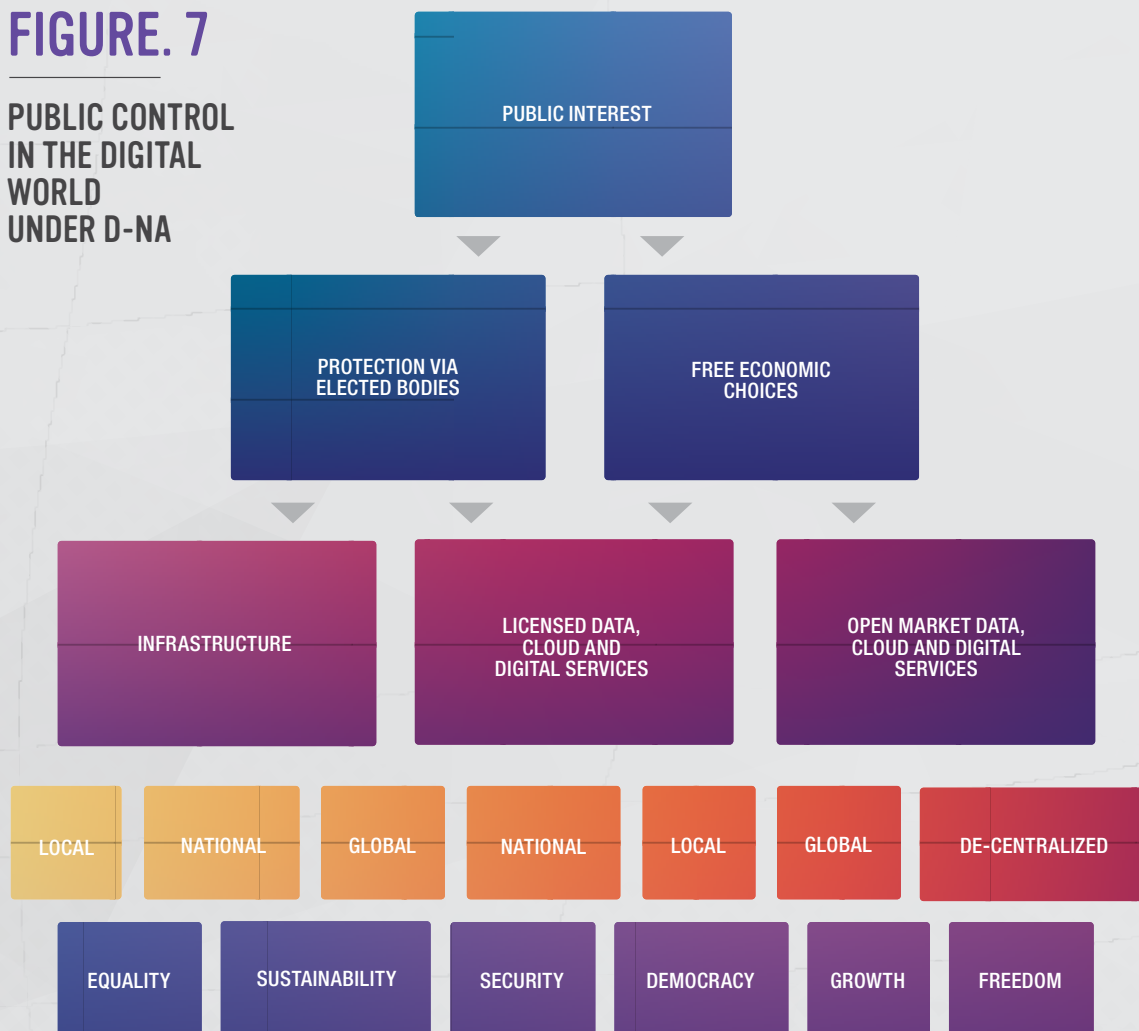 FIGURE. 7
PUBLIC CONTROL
IN THE DIGITAL
WORLD
UNDER D-NA
PUBLIC INTEREST
PROTECTION VIA
ELECTED BODIES
FREE ECONOMIC
CHOICES
INFRASTRUCTURE
LICENSED DATA,
CLOUD AND
DIGITAL SERVICES
OPEN MARKET DATA,
CLOUD AND DIGITAL
SERVICES
LOCAL
NATIONAL
GLOBAL
NATIONAL
LOCAL
GLOBAL
DE-CENTRALIZED
EQUALITY
SUSTAINABILITY
SECURITY
DEMOCRACY
GROWTH
FREEDOM